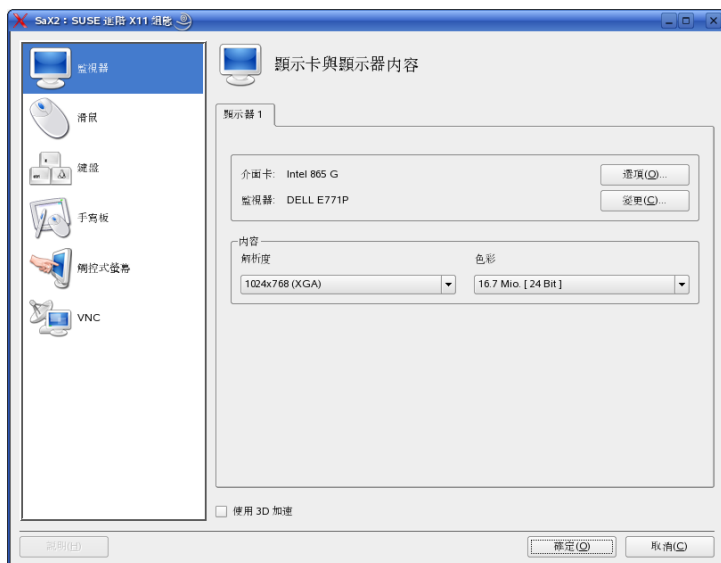 SaX2：SUSE 進階 X11 組態
監視器
滑鼠
鍵盤
手寫板
觸控式螢幕
VNC
顯示卡與顯示器內容
顯示器 1
介面卡: Intel 865 G
選項(O)...
監視器: DELL E771P
變更(C)...
內容
解析度
色彩
1024x768 (XGA)
16.7 Mio. [ 24 Bit ]
使用 3D 加速
說明(H)
確定(O)
取消(C)